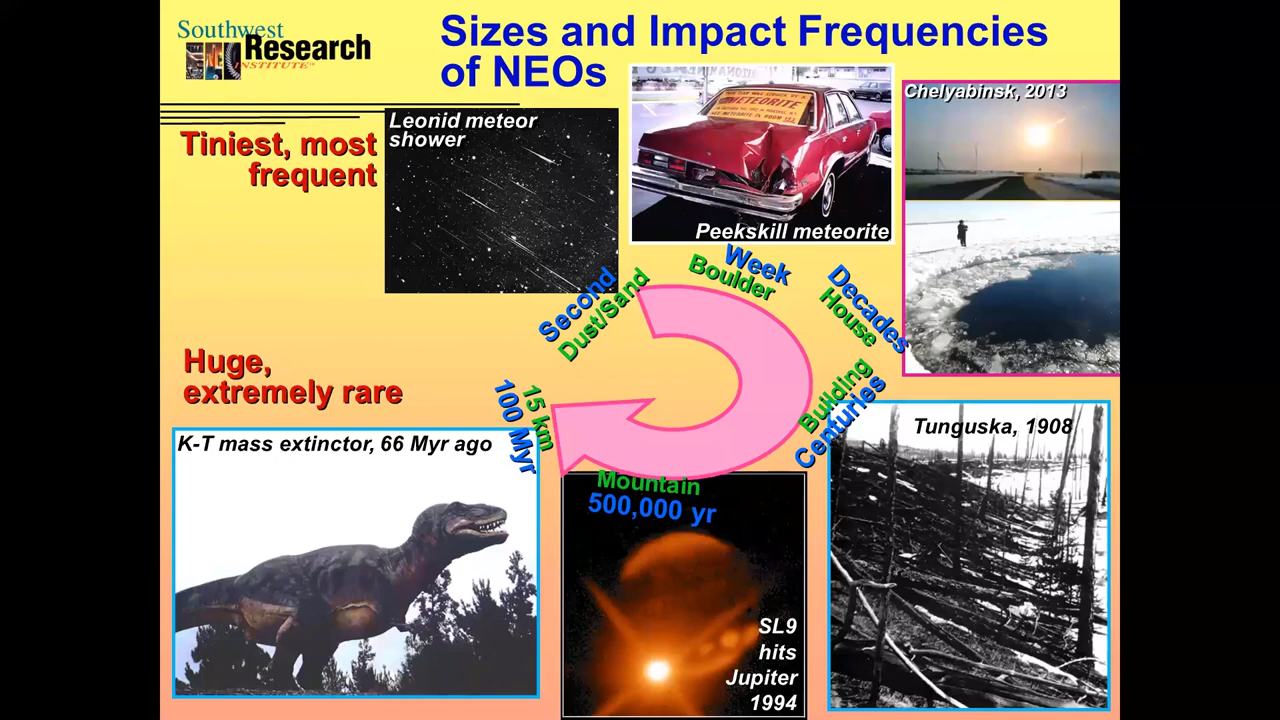 Southwest
Research
INSTITUTE
Sizes and Impact Frequencies
of NEOs
Tiniest, most
frequent
Leonid meteor
shower
METEORITE
Peekskill meteorite
Chelyabinsk, 2013
Second
Dust/Sand
Week
Boulder
Decades
House
Building
Centuries
Mountain
500,000 yr
15 km
100 Myr
Huge,
extremely rare
K-T mass extinctor, 66 Myr ago
SL9
hits
Jupiter
1994
Tunguska, 1908